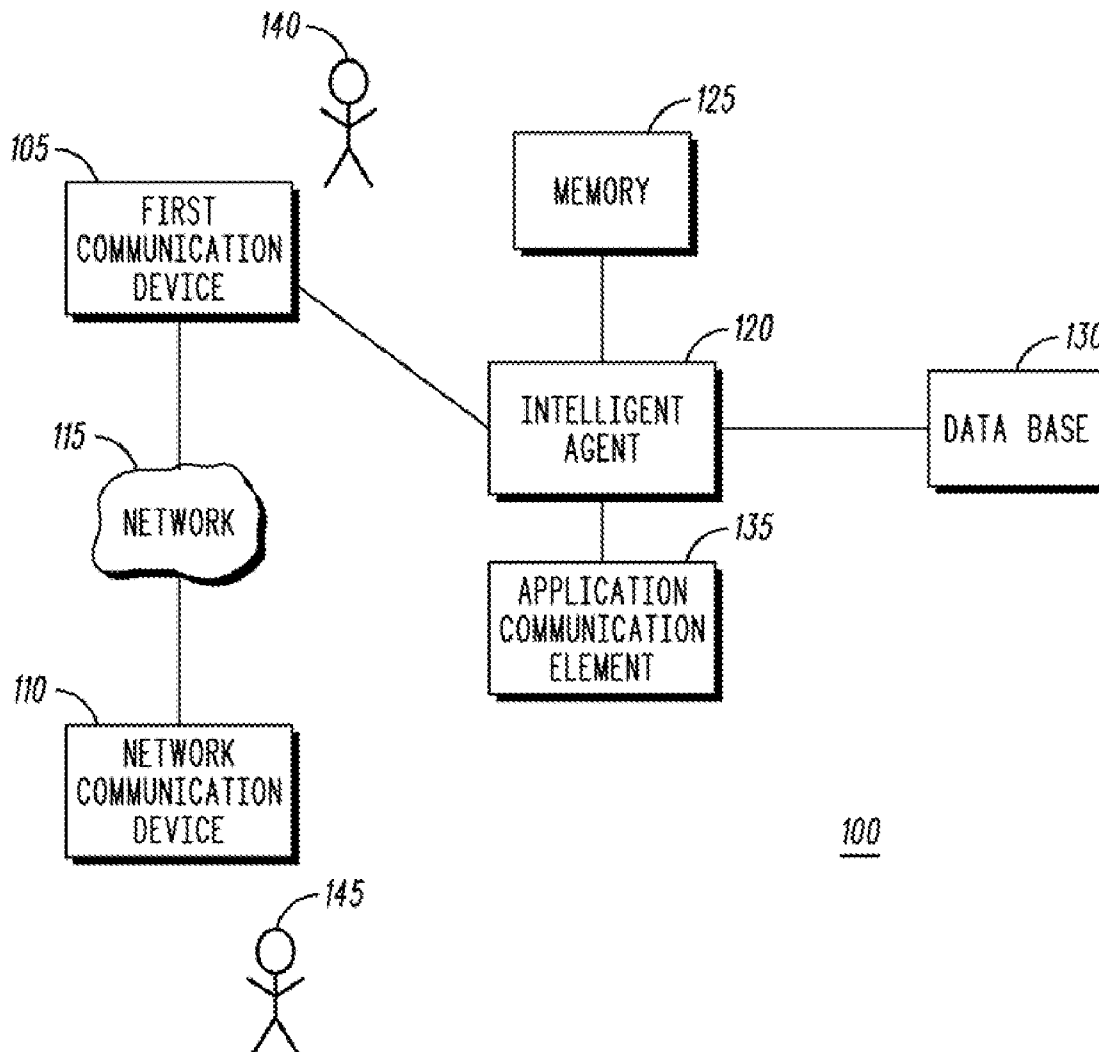 140
125
105
FIRST
COMMUNICATION
DEVICE
MEMORY
120
130
INTELLIGENT
AGENT
DATA BASE
115
NETWORK
135
APPLICATION
COMMUNICATION
ELEMENT
110
NETWORK
COMMUNICATION
DEVICE
100
145